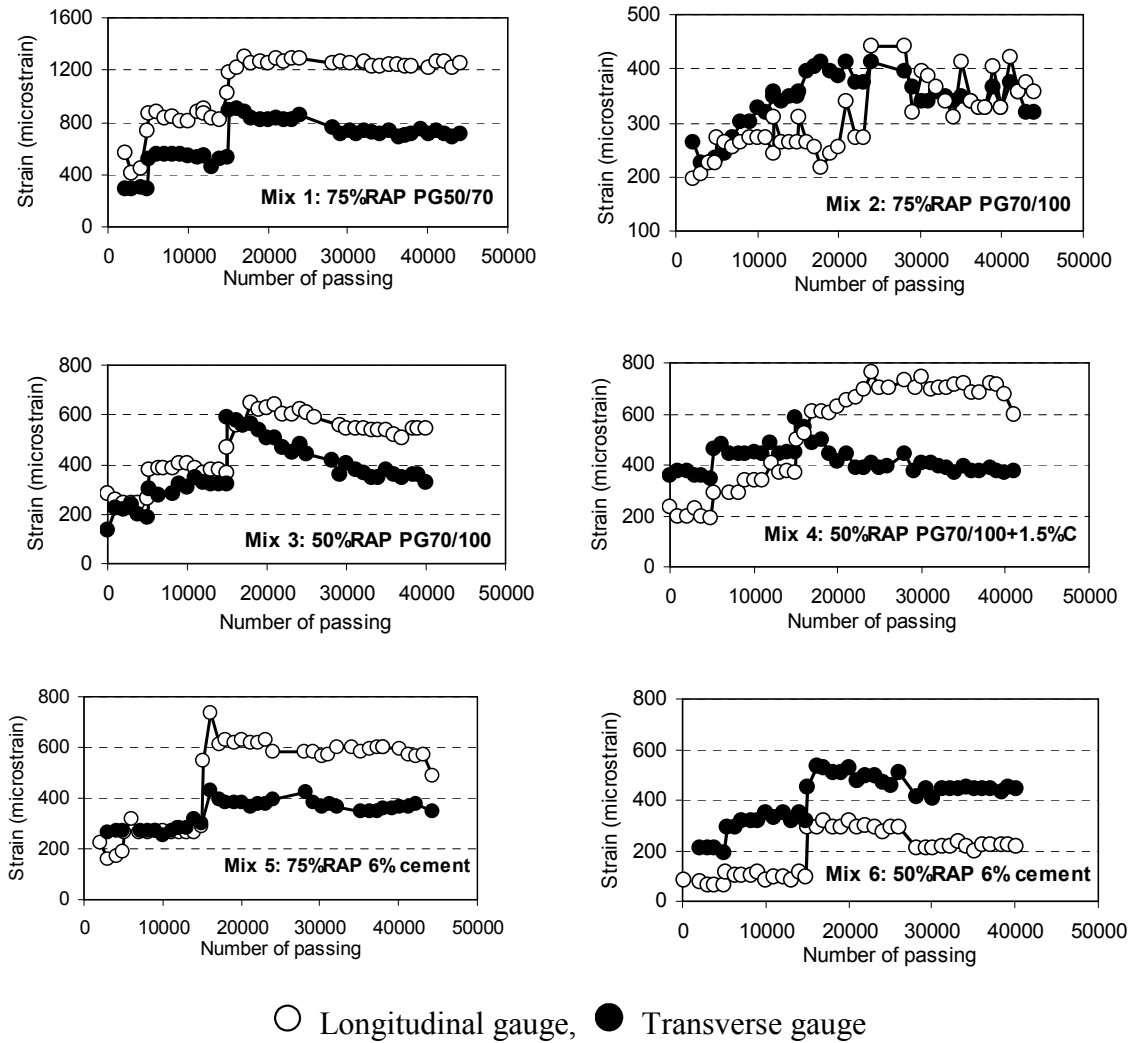 Strain (microstrain)
1600
1200
800
400
0
Mix 1: 75%RAP PG50/70
0 10000 20000 30000 40000 50000
Number of passing
Strain (microstrain)
500
400
300
200
100
Mix 2: 75%RAP PG70/100
0 10000 20000 30000 40000 50000
Number of passing
Strain (microstrain)
800
600
400
200
0
Mix 3: 50%RAP PG70/100
0 10000 20000 30000 40000 50000
Number of passing
Strain (microstrain)
800
600
400
200
0
Mix 4: 50%RAP PG70/100+1.5%C
0 10000 20000 30000 40000 50000
Number of passing
Strain (microstrain)
800
600
400
200
0
Mix 5: 75%RAP 6% cement
0 10000 20000 30000 40000 50000
Number of passing
Strain (microstrain)
800
600
400
200
0
Mix 6: 50%RAP 6% cement
0 10000 20000 30000 40000 50000
Number of passing
Longitudinal gauge, Transverse gauge